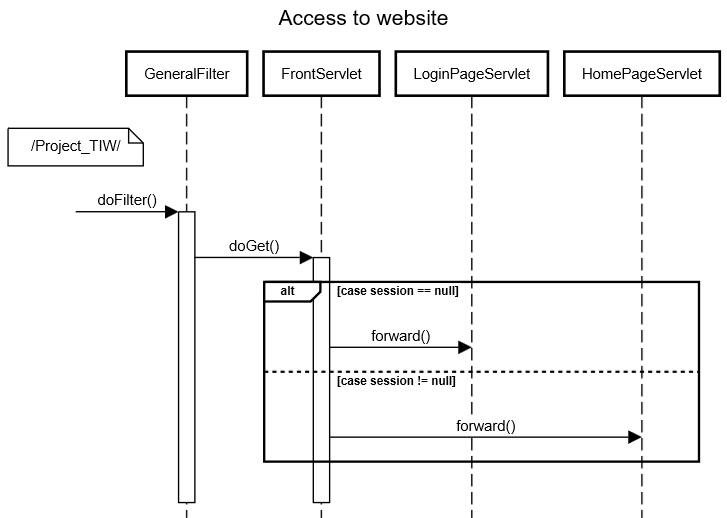 Access to website
GeneralFilter
FrontServlet
LoginPageServlet
HomePageServlet
/Project_TIW/
doFilter()
doGet()
alt
[case session == null]
forward()
[case session != null]
forward()